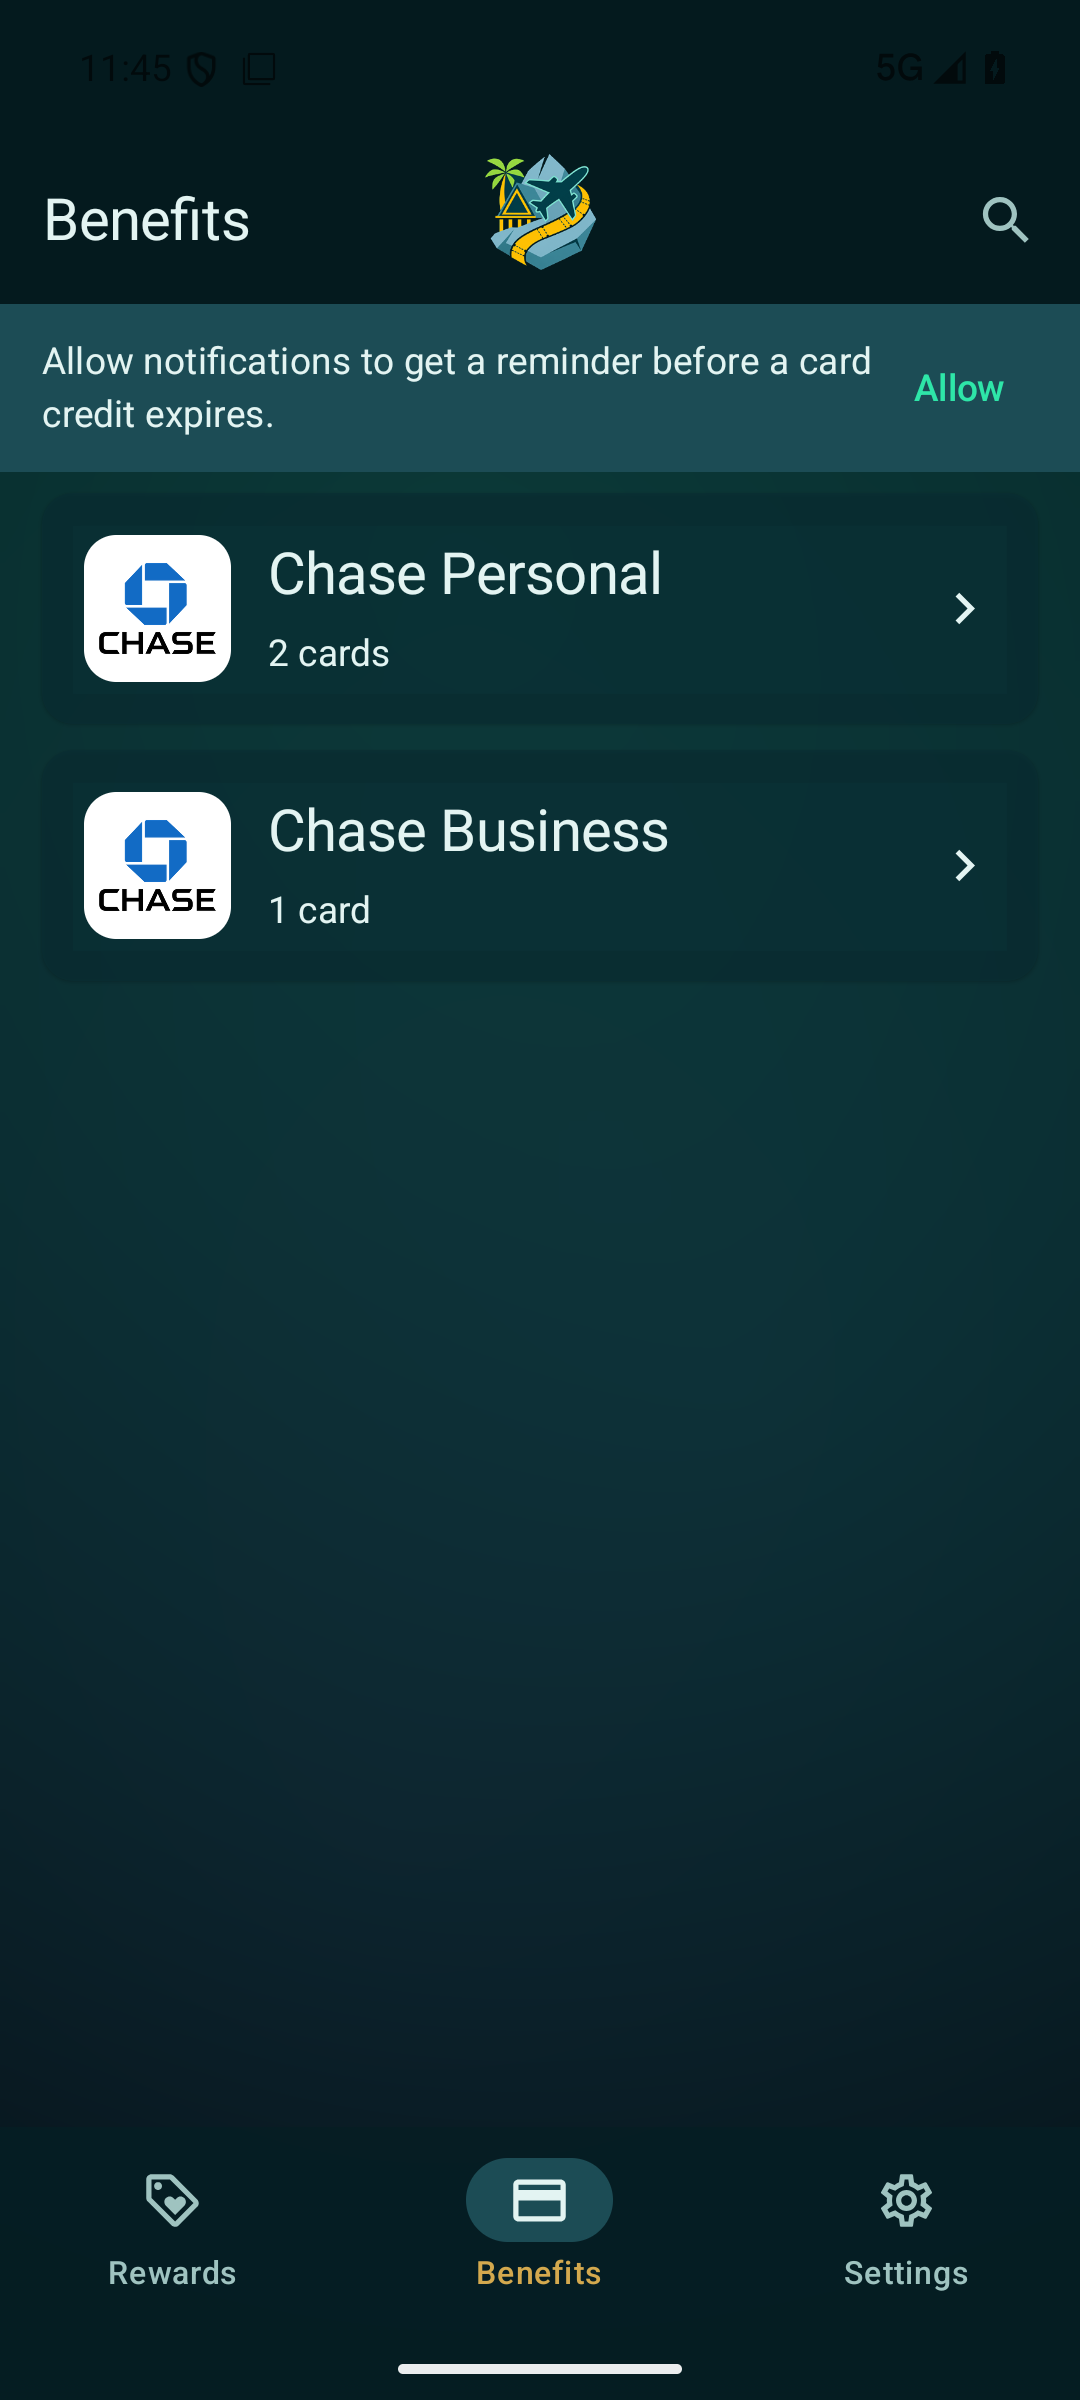 11:45
5G
Benefits
Allow notifications to get a reminder before a card
credit expires.
Allow
CHASE
Chase Personal
2 cards
CHASE
Chase Business
1 card
Rewards
Benefits
Settings